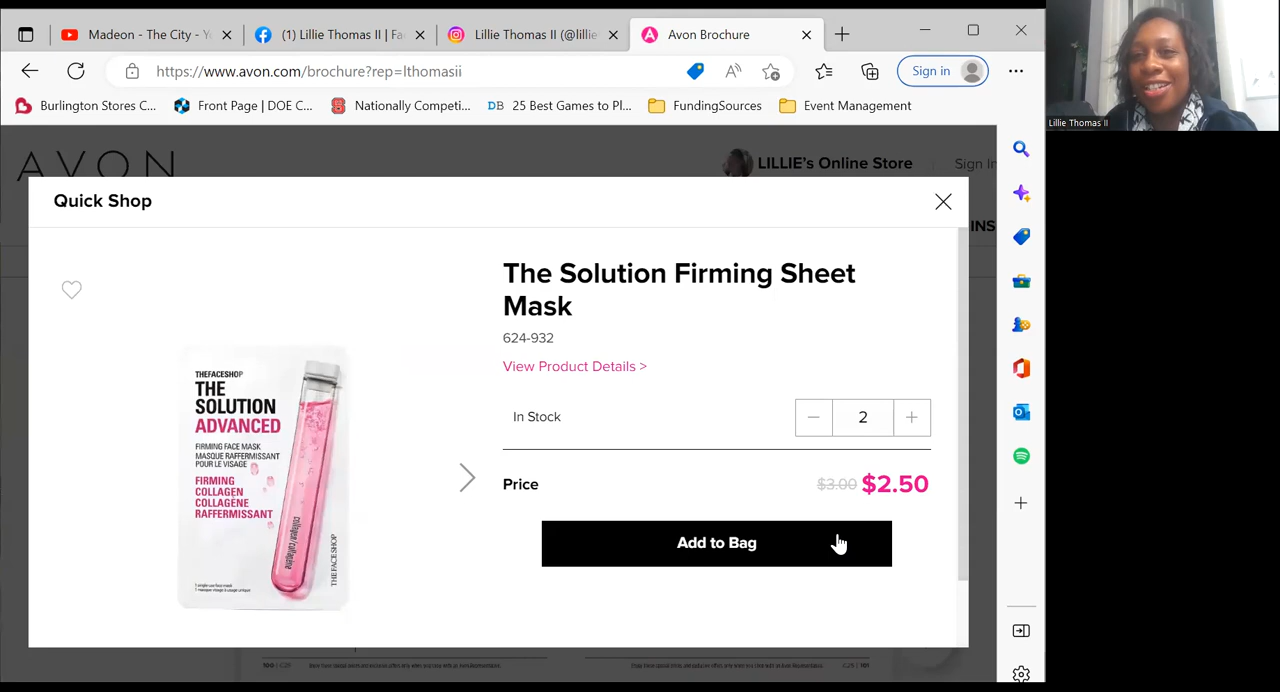 Madeon - The City - Y
(1) Lillie Thomas II | Fa
Lillie Thomas II (@lillie
Avon Brochure
https://www.avon.com/brochure?rep=lthomasii
Sign in
Burlington Stores C...
Front Page | DOE C...
Nationally Competi...
DB 25 Best Games to Pl...
FundingSources
Event Management
Lillie Thomas II
AVON
LILLIE's Online Store
Sign In
INS
Quick Shop
THEFACESHOP
THE
SOLUTION
ADVANCED
FIRMING FACE MASK
MASQUE RAFFERMISSANT
POUR LE VISAGE
FIRMING
COLLAGEN
COLLAGÈNE
RAFFERMISSANT
collagen/collagène
THEFACESHOP
The Solution Firming Sheet
Mask
624-932
View Product Details >
In Stock
2
Price
$3.00 $2.50
Add to Bag